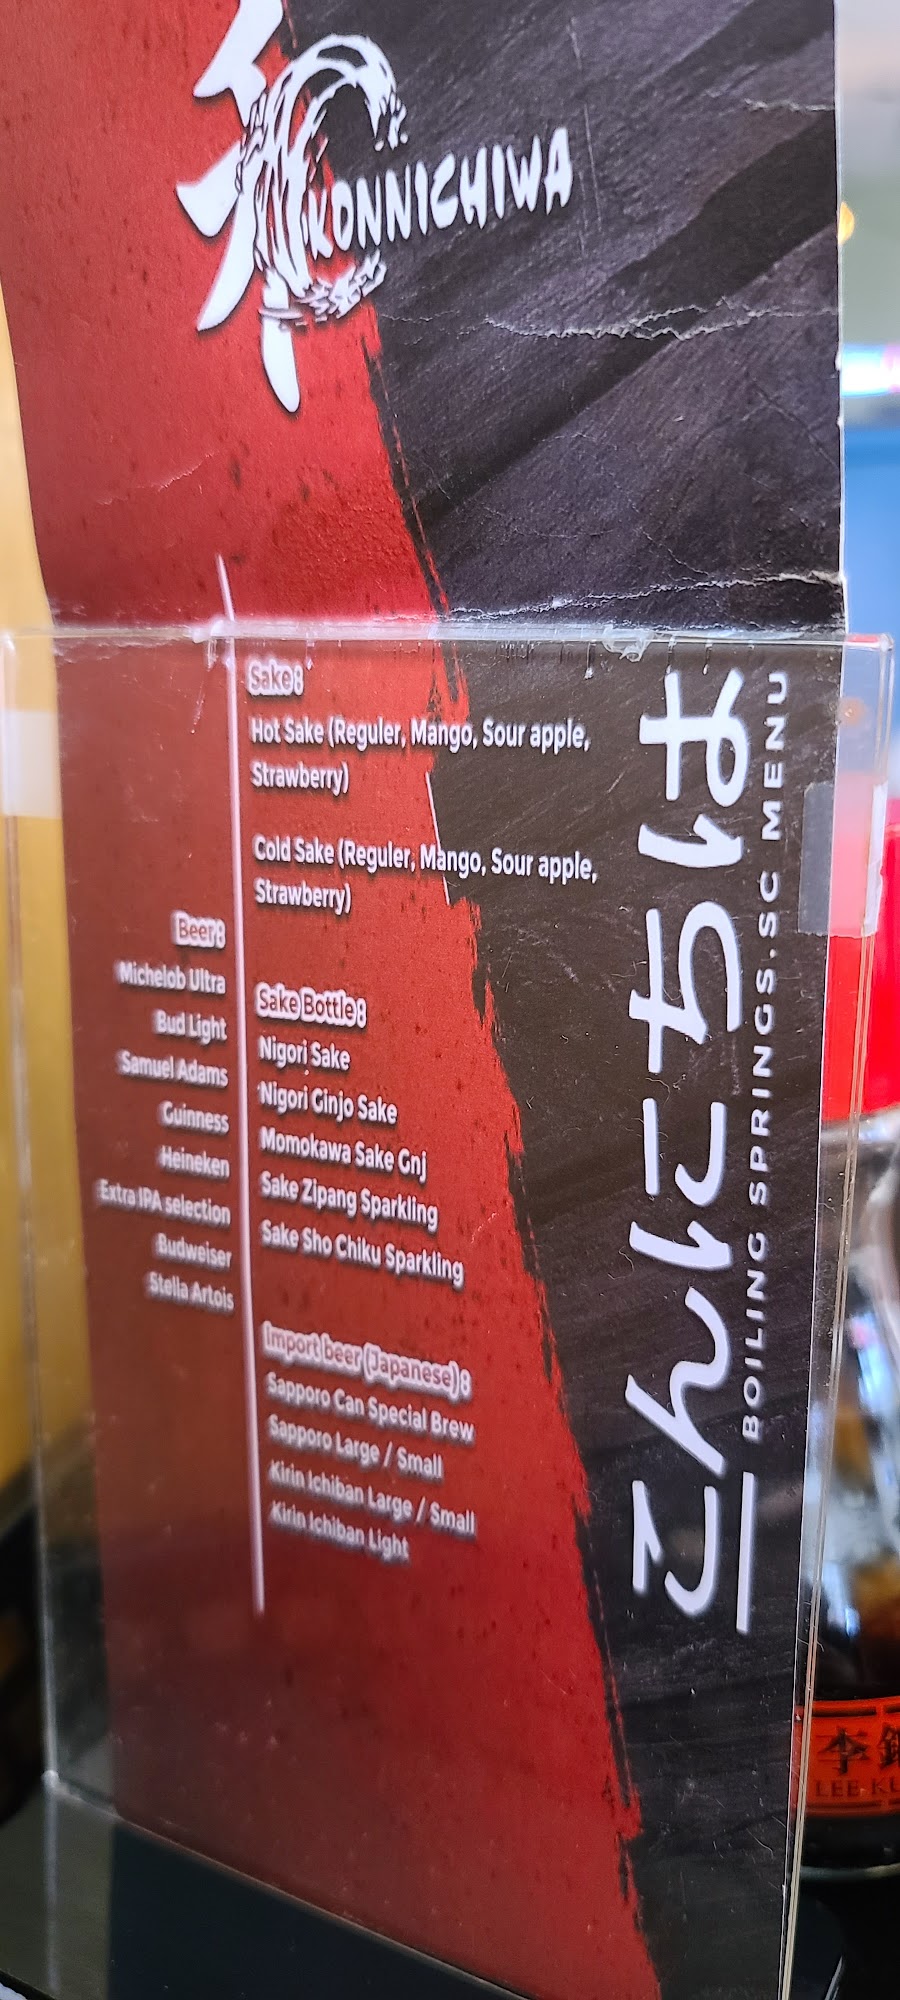 和
KONNICHIWA
Sake:
Hot Sake (Reguler, Mango, Sour apple,
Strawberry)
Cold Sake (Reguler, Mango, Sour apple,
Strawberry)
Beer:
Michelob Ultra
Bud Light
Samuel Adams
Guinness
Heineken
Extra IPA selection
Budweiser
Stella Artois
Sake Bottle:
Nigori Sake
Nigori Ginjo Sake
Momokawa Sake Gnj
Sake Zipang Sparkling
Sake Sho Chiku Sparkling
Import beer (Japanese):
Sapporo Can Special Brew
Sapporo Large / Small
Kirin Ichiban Large / Small
Kirin Ichiban Light
こんにちは
BOILING SPRINGS.SC MENU
李錦
LEE KU